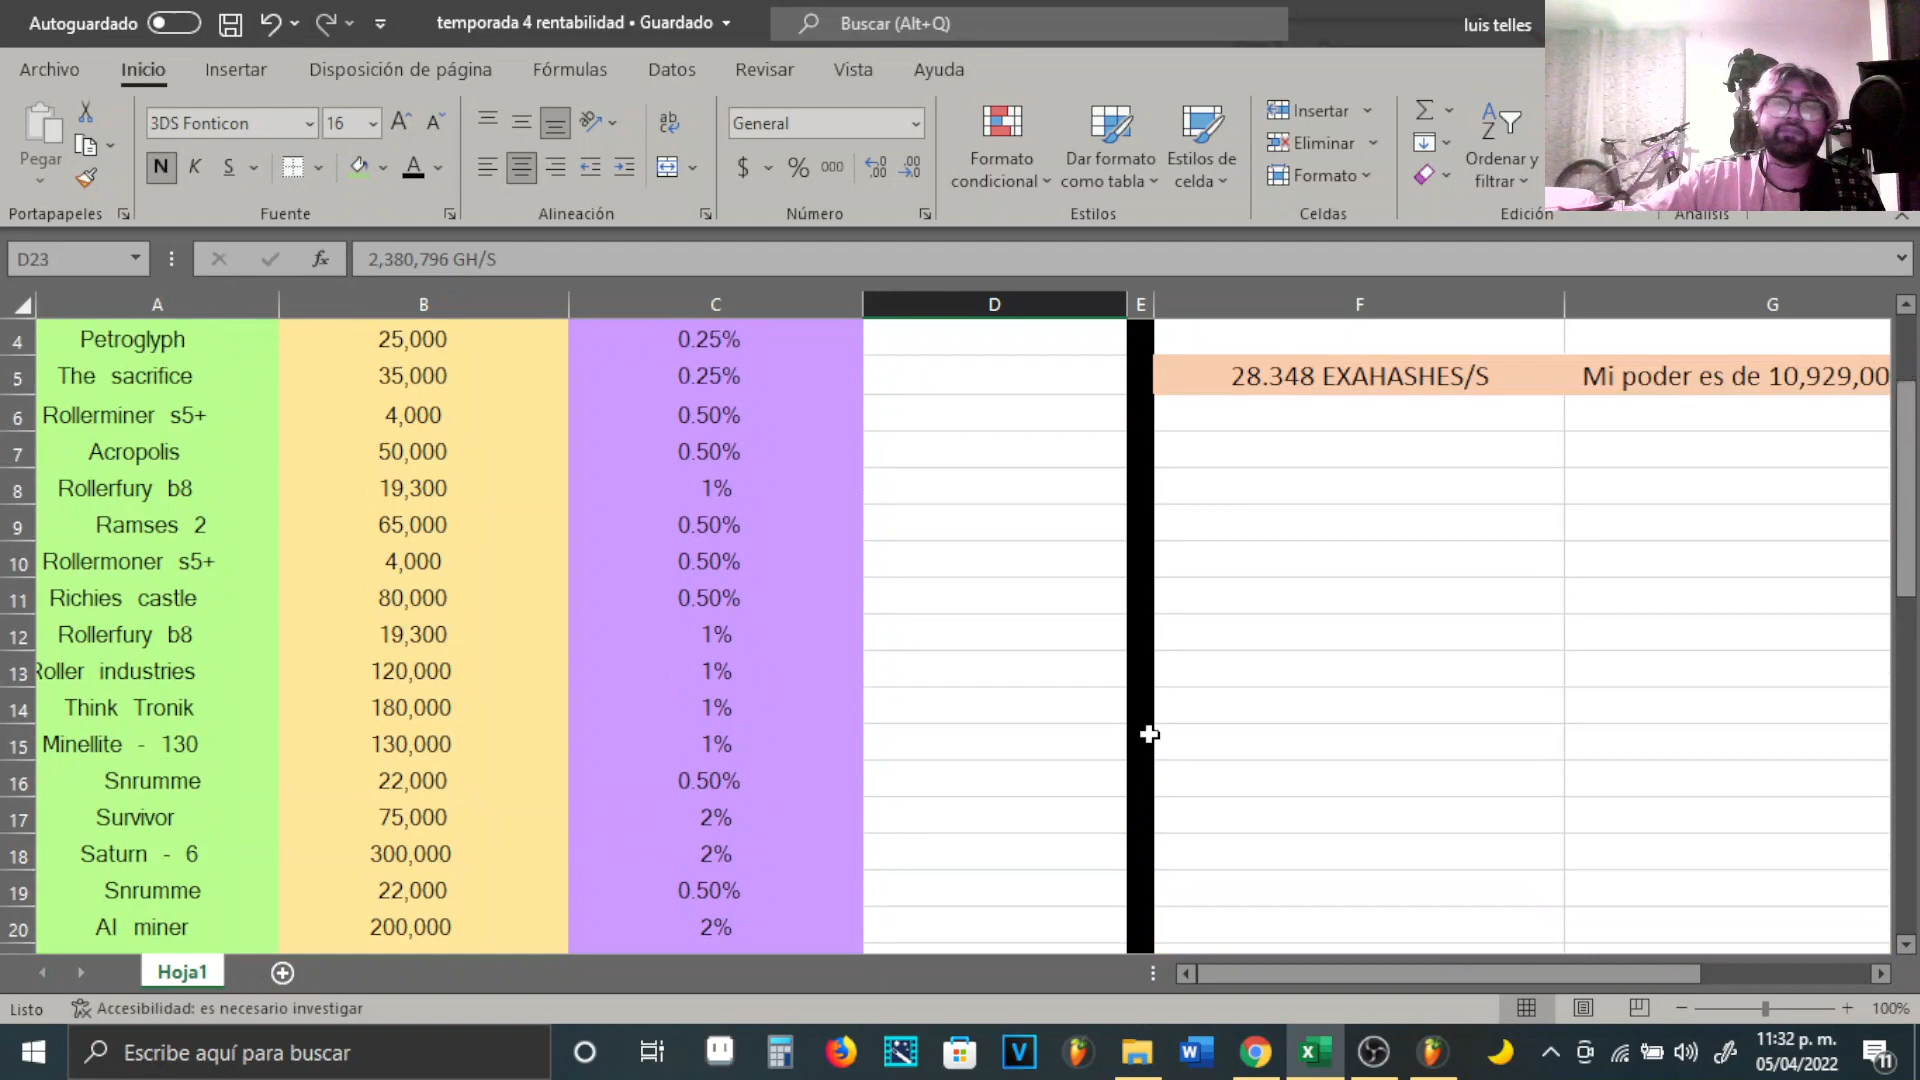 Autoguardado
temporada 4 rentabilidad • Guardado
Buscar (Alt+Q)
luis telles
Archivo Inicio Insertar Disposición de página Fórmulas Datos Revisar Vista Ayuda
Pegar
3DS Fonticon 16
N K S
ab
General
$ % 000
Formato condicional
Dar formato como tabla
Estilos de celda
Insertar
Eliminar
Formato
Ordenar y filtrar
Portapapeles Fuente Alineación Número Estilos Celdas Edición Análisis
D23 fx 2,380,796 GH/S
A B C D E F G
4 Petroglyph 25,000 0.25%
5 The sacrifice 35,000 0.25% 28.348 EXAHASHES/S Mi poder es de 10,929,00
6 Rollerminer s5+ 4,000 0.50%
7 Acropolis 50,000 0.50%
8 Rollerfury b8 19,300 1%
9 Ramses 2 65,000 0.50%
10 Rollermoner s5+ 4,000 0.50%
11 Richies castle 80,000 0.50%
12 Rollerfury b8 19,300 1%
13 Roller industries 120,000 1%
14 Think Tronik 180,000 1%
15 Minellite - 130 130,000 1%
16 Snrumme 22,000 0.50%
17 Survivor 75,000 2%
18 Saturn - 6 300,000 2%
19 Snrumme 22,000 0.50%
20 AI miner 200,000 2%
Hoja1
Listo Accesibilidad: es necesario investigar 100%
Escribe aquí para buscar
11:32 p. m.
05/04/2022
11